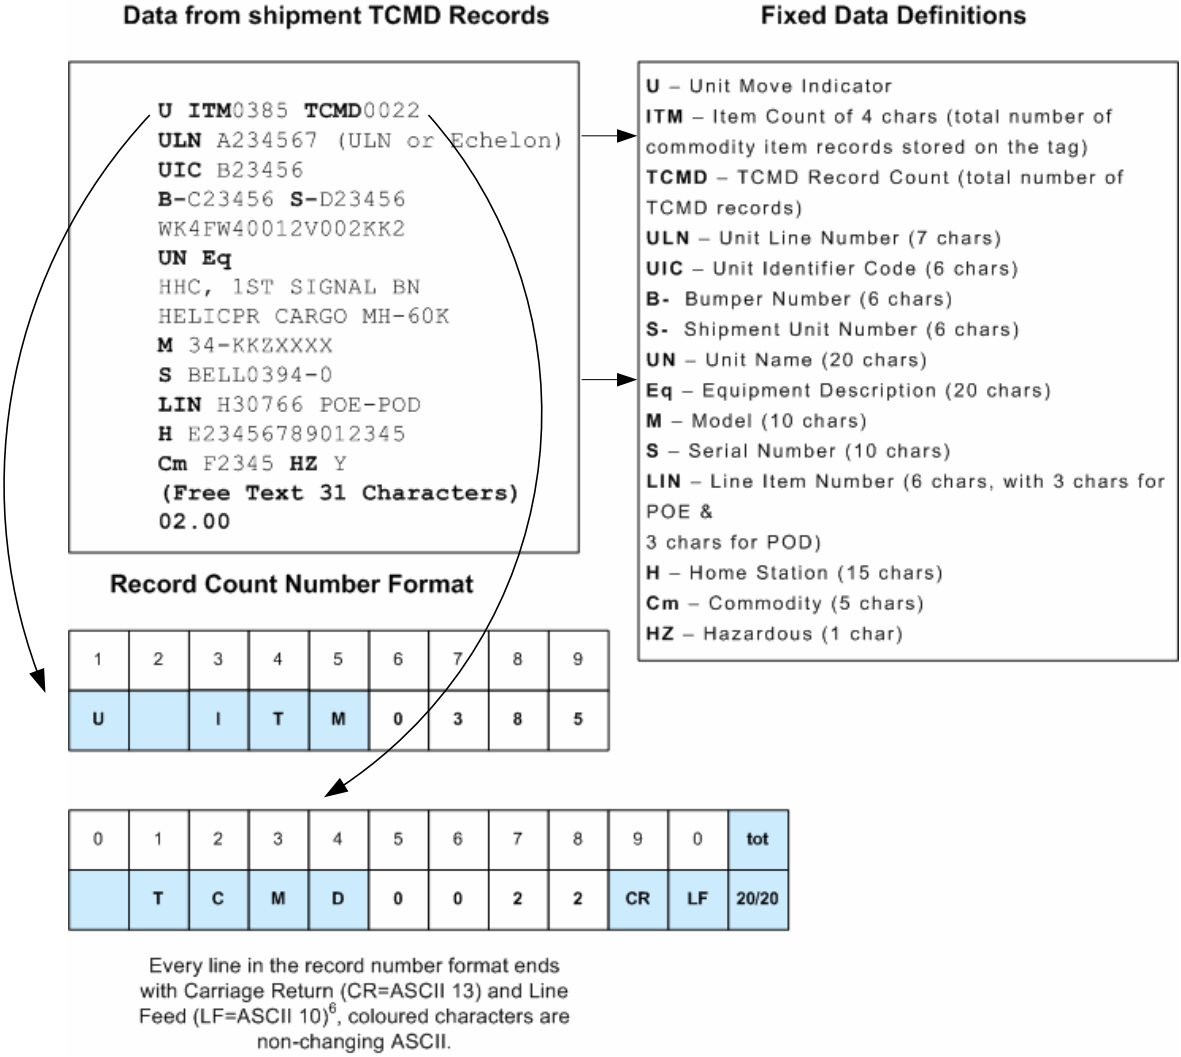 Data from shipment TCMD Records
U ITM0385 TCMD0022
ULN A234567 (ULN or Echelon)
UIC B23456
B-C23456 S-D23456
WK4FW40012V002KK2
UN Eq
HHC, 1ST SIGNAL BN
HELICPR CARGO MH-60K
M 34-KKZXXXX
S BELL0394-0
LIN H30766 POE-POD
H E23456789012345
Cm F2345 HZ Y
(Free Text 31 Characters)
02.00
Fixed Data Definitions
U – Unit Move Indicator
ITM – Item Count of 4 chars (total number of
commodity item records stored on the tag)
TCMD – TCMD Record Count (total number of
TCMD records)
ULN – Unit Line Number (7 chars)
UIC – Unit Identifier Code (6 chars)
B- Bumper Number (6 chars)
S- Shipment Unit Number (6 chars)
UN – Unit Name (20 chars)
Eq – Equipment Description (20 chars)
M – Model (10 chars)
S – Serial Number (10 chars)
LIN – Line Item Number (6 chars, with 3 chars for
POE &
3 chars for POD)
H – Home Station (15 chars)
Cm – Commodity (5 chars)
HZ – Hazardous (1 char)
Record Count Number Format
1 2 3 4 5 6 7 8 9
U I T M 0 3 8 5
0 1 2 3 4 5 6 7 8 9 0 tot
T C M D 0 0 2 2 CR LF 20/20
Every line in the record number format ends
with Carriage Return (CR=ASCII 13) and Line
Feed (LF=ASCII 10)6, coloured characters are
non-changing ASCII.